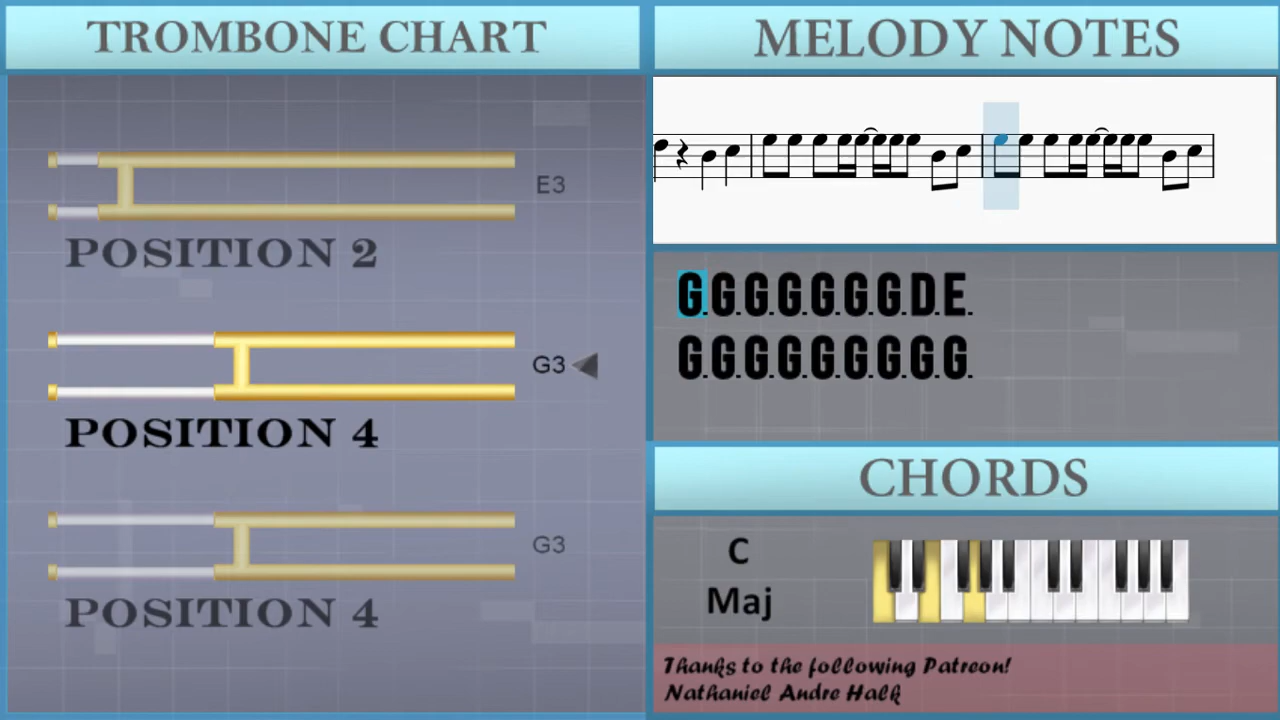 TROMBONE CHART
E3
POSITION 2
G3
POSITION 4
G3
POSITION 4
MELODY NOTES
G.G.G.G.G.G.G.D.E.
G.G.G.G.G.G.G.G.G.
CHORDS
C
Maj
Thanks to the following Patreon!
Nathaniel Andre Halk